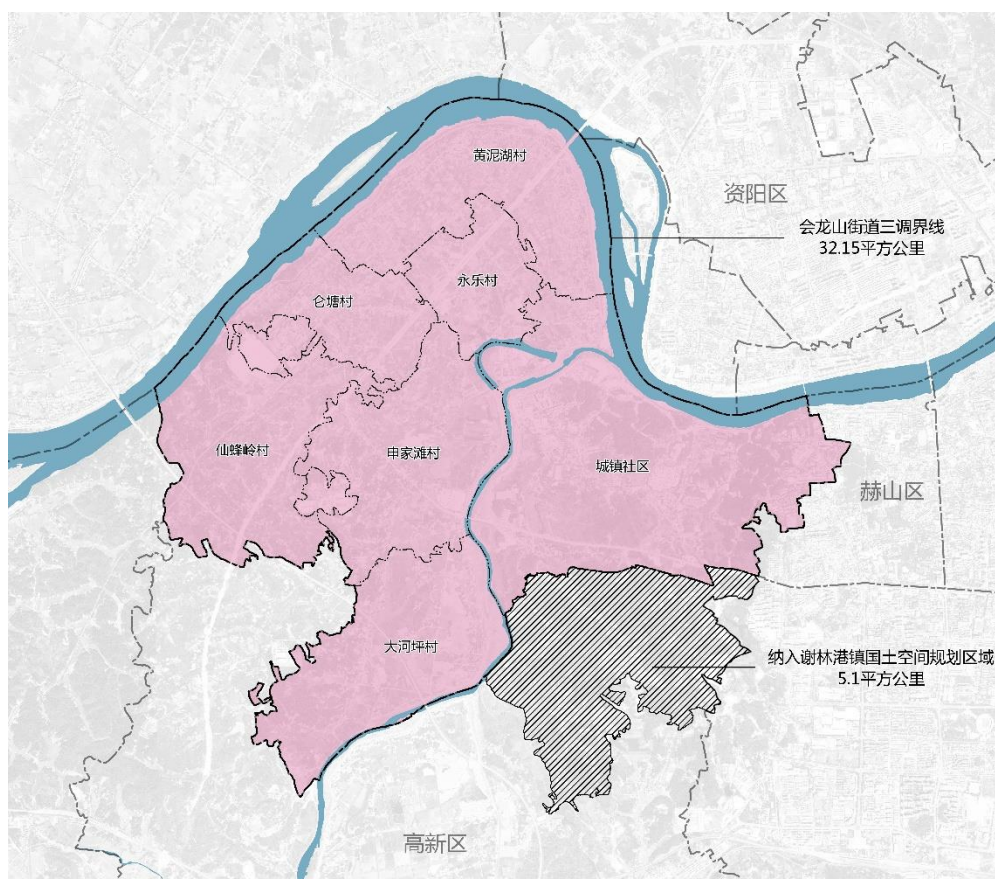 黄泥湖村
资阳区
会龙山街道三调界线
32.15平方公里
永乐村
仑塘村
仙蜂岭村
申家滩村
城镇社区
赫山区
大河坪村
纳入谢林港镇国土空间规划区域
5.1平方公里
高新区